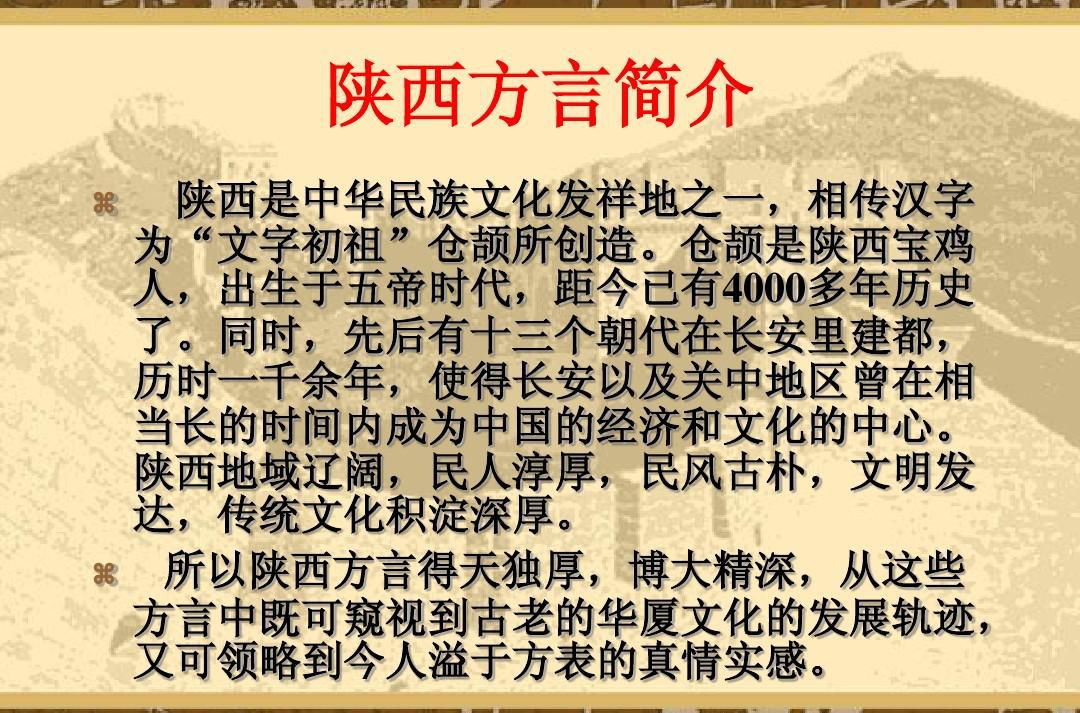 陕西方言简介
陕西是中华民族文化发祥地之一，相传汉字
为“文字初祖”仓颉所创造。仓颉是陕西宝鸡
人，出生于五帝时代，距今已有4000多年历史
了。同时，先后有十三个朝代在长安里建都，
历时一千余年，使得长安以及关中地区曾在相
当长的时间内成为中国的经济和文化的中心。
陕西地域辽阔，民人淳厚，民风古朴，文明发
达，传统文化积淀深厚。
所以陕西方言得天独厚，博大精深，从这些
方言中既可窥视到古老的华厦文化的发展轨迹，
又可领略到今人溢于方表的真情实感。